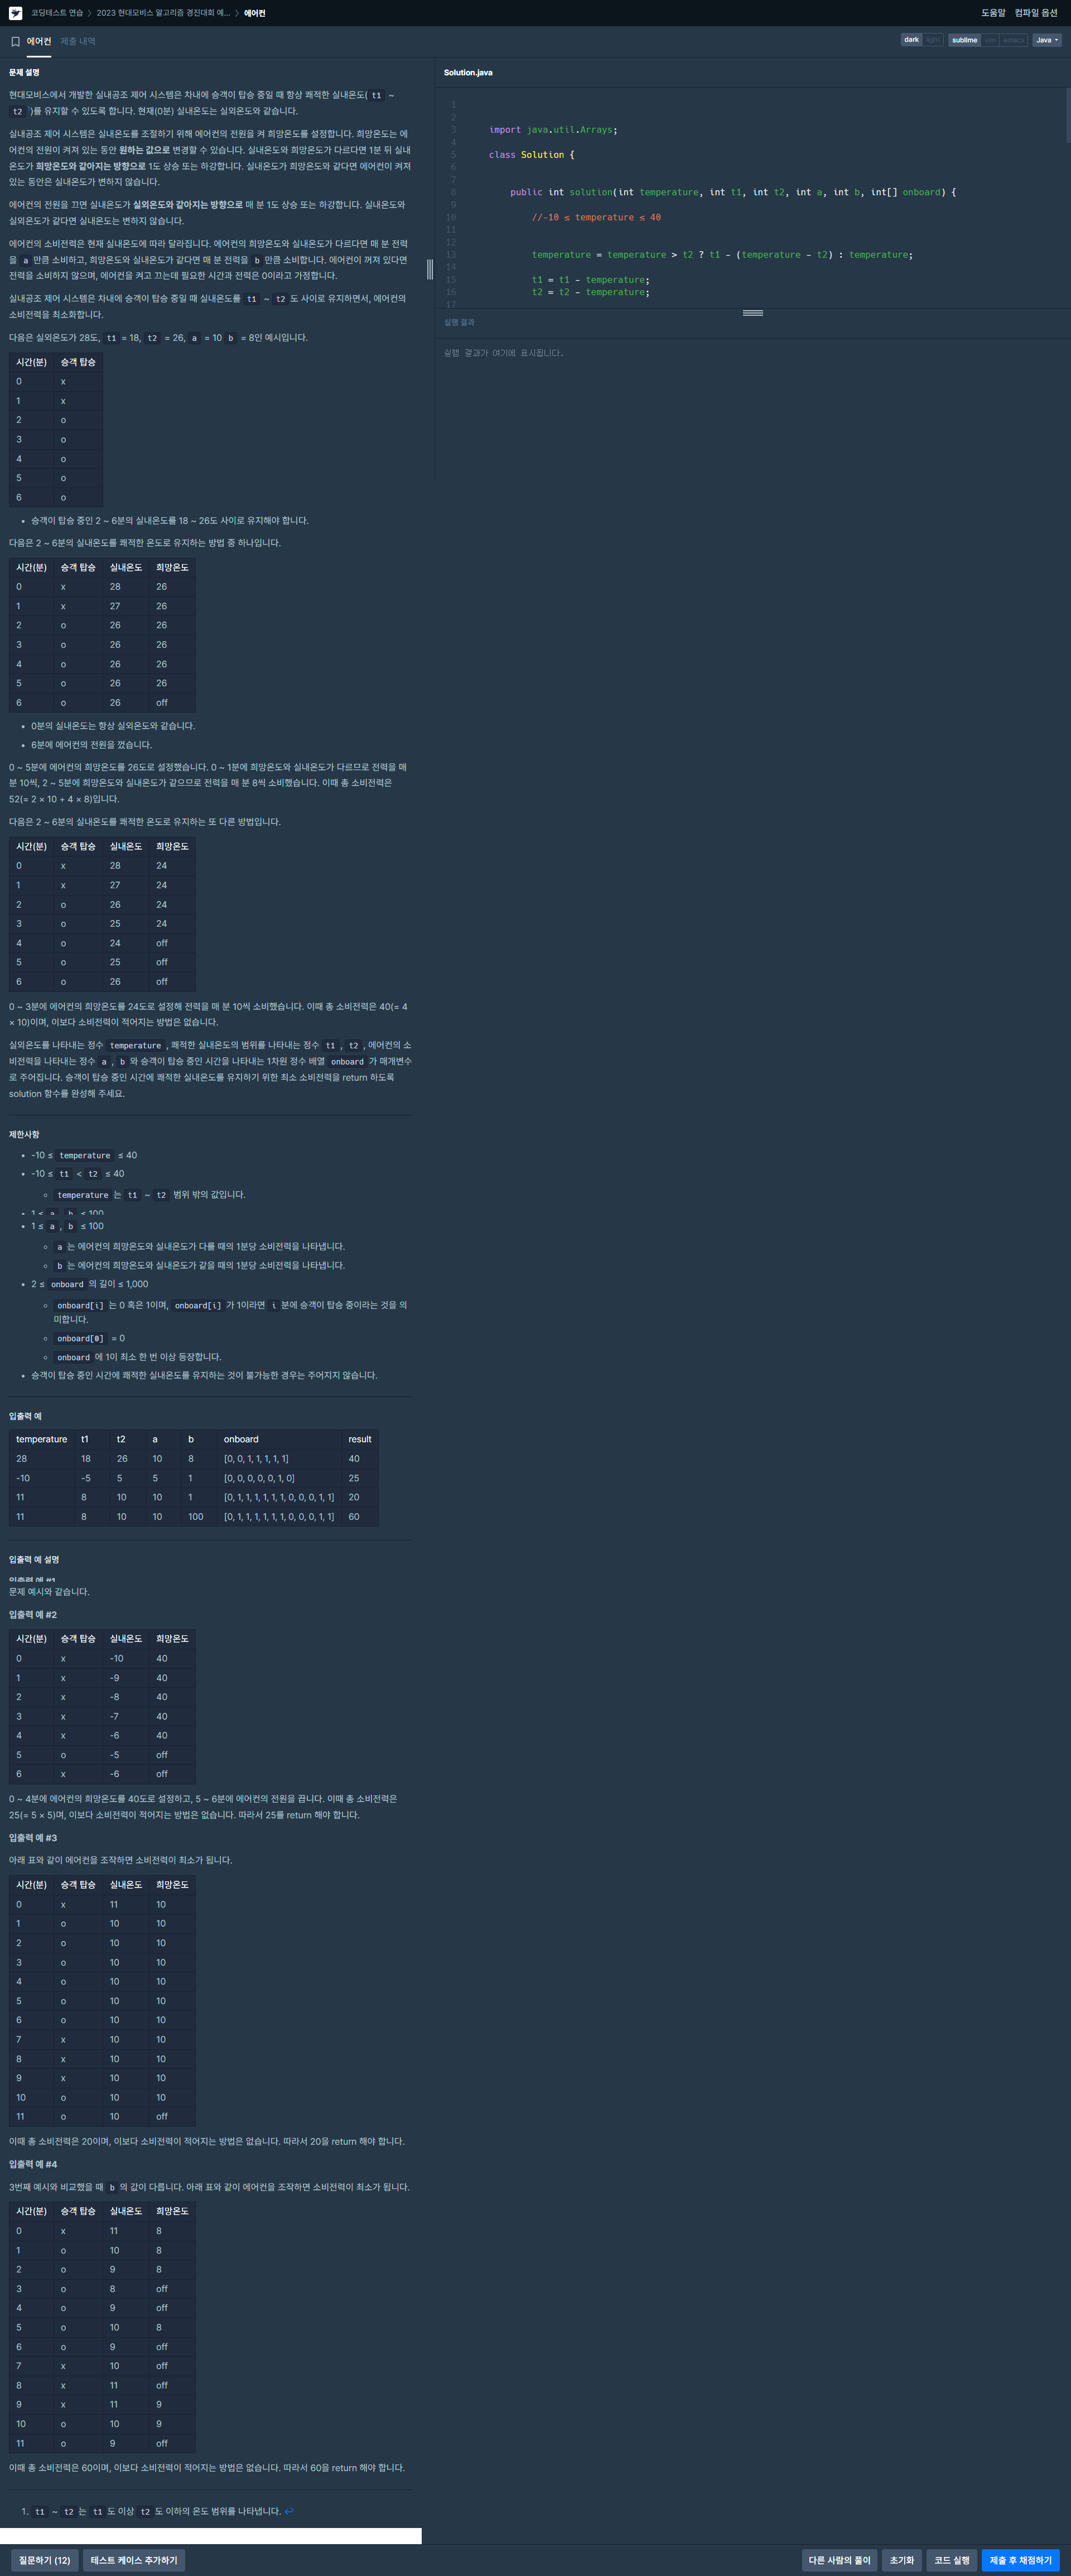 코딩테스트 연습 〉 2023 현대모비스 알고리즘 경진대회 예... 〉 에어컨
도움말 컴파일 옵션
에어컨 제출 내역
dark light sublime vim emacs Java
문제 설명
현대모비스에서 개발한 실내공조 제어 시스템은 차내에 승객이 탑승 중일 때 항상 쾌적한 실내온도( t1 ~
t2 )를 유지할 수 있도록 합니다. 현재(0분) 실내온도는 실외온도와 같습니다.
실내공조 제어 시스템은 실내온도를 조절하기 위해 에어컨의 전원을 켜 희망온도를 설정합니다. 희망온도는 에
어컨의 전원이 켜져 있는 동안 원하는 값으로 변경할 수 있습니다. 실내온도와 희망온도가 다르다면 1분 뒤 실내
온도가 희망온도와 같아지는 방향으로 1도 상승 또는 하강합니다. 실내온도가 희망온도와 같다면 에어컨이 켜져
있는 동안은 실내온도가 변하지 않습니다.
에어컨의 전원을 끄면 실내온도가 실외온도와 같아지는 방향으로 매 분 1도 상승 또는 하강합니다. 실내온도와
실외온도가 같다면 실내온도는 변하지 않습니다.
에어컨의 소비전력은 현재 실내온도에 따라 달라집니다. 에어컨의 희망온도와 실내온도가 다르다면 매 분 전력
을 a 만큼 소비하고, 희망온도와 실내온도가 같다면 매 분 전력을 b 만큼 소비합니다. 에어컨이 꺼져 있다면
전력을 소비하지 않으며, 에어컨을 켜고 끄는데 필요한 시간과 전력은 0이라고 가정합니다.
실내공조 제어 시스템은 차내에 승객이 탑승 중일 때 실내온도를 t1 ~ t2 도 사이로 유지하면서, 에어컨의
소비전력을 최소화합니다.
다음은 실외온도가 28도, t1 = 18, t2 = 26, a = 10 b = 8인 예시입니다.
시간(분) 승객 탑승
0 x
1 x
2 o
3 o
4 o
5 o
6 o
• 승객이 탑승 중인 2 ~ 6분의 실내온도를 18 ~ 26도 사이로 유지해야 합니다.
다음은 2 ~ 6분의 실내온도를 쾌적한 온도로 유지하는 방법 중 하나입니다.
시간(분) 승객 탑승 실내온도 희망온도
0 x 28 26
1 x 27 26
2 o 26 26
3 o 26 26
4 o 26 26
5 o 26 26
6 o 26 off
• 0분의 실내온도는 항상 실외온도와 같습니다.
• 6분에 에어컨의 전원을 껐습니다.
0 ~ 5분에 에어컨의 희망온도를 26도로 설정했습니다. 0 ~ 1분에 희망온도와 실내온도가 다르므로 전력을 매
분 10씩, 2 ~ 5분에 희망온도와 실내온도가 같으므로 전력을 매 분 8씩 소비했습니다. 이때 총 소비전력은
52(= 2 × 10 + 4 × 8)입니다.
다음은 2 ~ 6분의 실내온도를 쾌적한 온도로 유지하는 또 다른 방법입니다.
시간(분) 승객 탑승 실내온도 희망온도
0 x 28 24
1 x 27 24
2 o 26 24
3 o 25 24
4 o 24 off
5 o 25 off
6 o 26 off
0 ~ 3분에 에어컨의 희망온도를 24도로 설정해 전력을 매 분 10씩 소비했습니다. 이때 총 소비전력은 40(= 4
× 10)이며, 이보다 소비전력이 적어지는 방법은 없습니다.
실외온도를 나타내는 정수 temperature , 쾌적한 실내온도의 범위를 나타내는 정수 t1 , t2 , 에어컨의 소
비전력을 나타내는 정수 a , b 와 승객이 탑승 중인 시간을 나타내는 1차원 정수 배열 onboard 가 매개변수
로 주어집니다. 승객이 탑승 중인 시간에 쾌적한 실내온도를 유지하기 위한 최소 소비전력을 return 하도록
solution 함수를 완성해 주세요.
제한사항
• -10 ≤ temperature ≤ 40
• -10 ≤ t1 < t2 ≤ 40
◦ temperature 는 t1 ~ t2 범위 밖의 값입니다.
• 1 ≤ a , b ≤ 100
• 1 ≤ a , b ≤ 100
◦ a 는 에어컨의 희망온도와 실내온도가 다를 때의 1분당 소비전력을 나타냅니다.
◦ b 는 에어컨의 희망온도와 실내온도가 같을 때의 1분당 소비전력을 나타냅니다.
• 2 ≤ onboard 의 길이 ≤ 1,000
◦ onboard[i] 는 0 혹은 1이며, onboard[i] 가 1이라면 i 분에 승객이 탑승 중이라는 것을 의
미합니다.
◦ onboard[0] = 0
◦ onboard 에 1이 최소 한 번 이상 등장합니다.
• 승객이 탑승 중인 시간에 쾌적한 실내온도를 유지하는 것이 불가능한 경우는 주어지지 않습니다.
입출력 예
temperature t1 t2 a b onboard result
28 18 26 10 8 [0, 0, 1, 1, 1, 1, 1] 40
-10 -5 5 5 1 [0, 0, 0, 0, 0, 1, 0] 25
11 8 10 10 1 [0, 1, 1, 1, 1, 1, 1, 0, 0, 0, 1, 1] 20
11 8 10 10 100 [0, 1, 1, 1, 1, 1, 1, 0, 0, 0, 1, 1] 60
입출력 예 설명
입출력 예 #1
문제 예시와 같습니다.
입출력 예 #2
시간(분) 승객 탑승 실내온도 희망온도
0 x -10 40
1 x -9 40
2 x -8 40
3 x -7 40
4 x -6 40
5 o -5 off
6 x -6 off
0 ~ 4분에 에어컨의 희망온도를 40도로 설정하고, 5 ~ 6분에 에어컨의 전원을 끕니다. 이때 총 소비전력은
25(= 5 × 5)며, 이보다 소비전력이 적어지는 방법은 없습니다. 따라서 25를 return 해야 합니다.
입출력 예 #3
아래 표와 같이 에어컨을 조작하면 소비전력이 최소가 됩니다.
시간(분) 승객 탑승 실내온도 희망온도
0 x 11 10
1 o 10 10
2 o 10 10
3 o 10 10
4 o 10 10
5 o 10 10
6 o 10 10
7 x 10 10
8 x 10 10
9 x 10 10
10 o 10 10
11 o 10 off
이때 총 소비전력은 20이며, 이보다 소비전력이 적어지는 방법은 없습니다. 따라서 20을 return 해야 합니다.
입출력 예 #4
3번째 예시와 비교했을 때 b 의 값이 다릅니다. 아래 표와 같이 에어컨을 조작하면 소비전력이 최소가 됩니다.
시간(분) 승객 탑승 실내온도 희망온도
0 x 11 8
1 o 10 8
2 o 9 8
3 o 8 off
4 o 9 off
5 o 10 8
6 o 9 off
7 x 10 off
8 x 11 off
9 x 11 9
10 o 10 9
11 o 9 off
이때 총 소비전력은 60이며, 이보다 소비전력이 적어지는 방법은 없습니다. 따라서 60을 return 해야 합니다.
1. t1 ~ t2 는 t1 도 이상 t2 도 이하의 온도 범위를 나타냅니다. ↩
Solution.java
1
2
3 import java.util.Arrays;
4
5 class Solution {
6
7
8 public int solution(int temperature, int t1, int t2, int a, int b, int[] onboard) {
9
10 //-10 ≤ temperature ≤ 40
11
12
13 temperature = temperature > t2 ? t1 - (temperature - t2) : temperature;
14
15 t1 = t1 - temperature;
16 t2 = t2 - temperature;
17
실행 결과
실행 결과가 여기에 표시됩니다.
질문하기 (12) 테스트 케이스 추가하기
다른 사람의 풀이 초기화 코드 실행 제출 후 채점하기